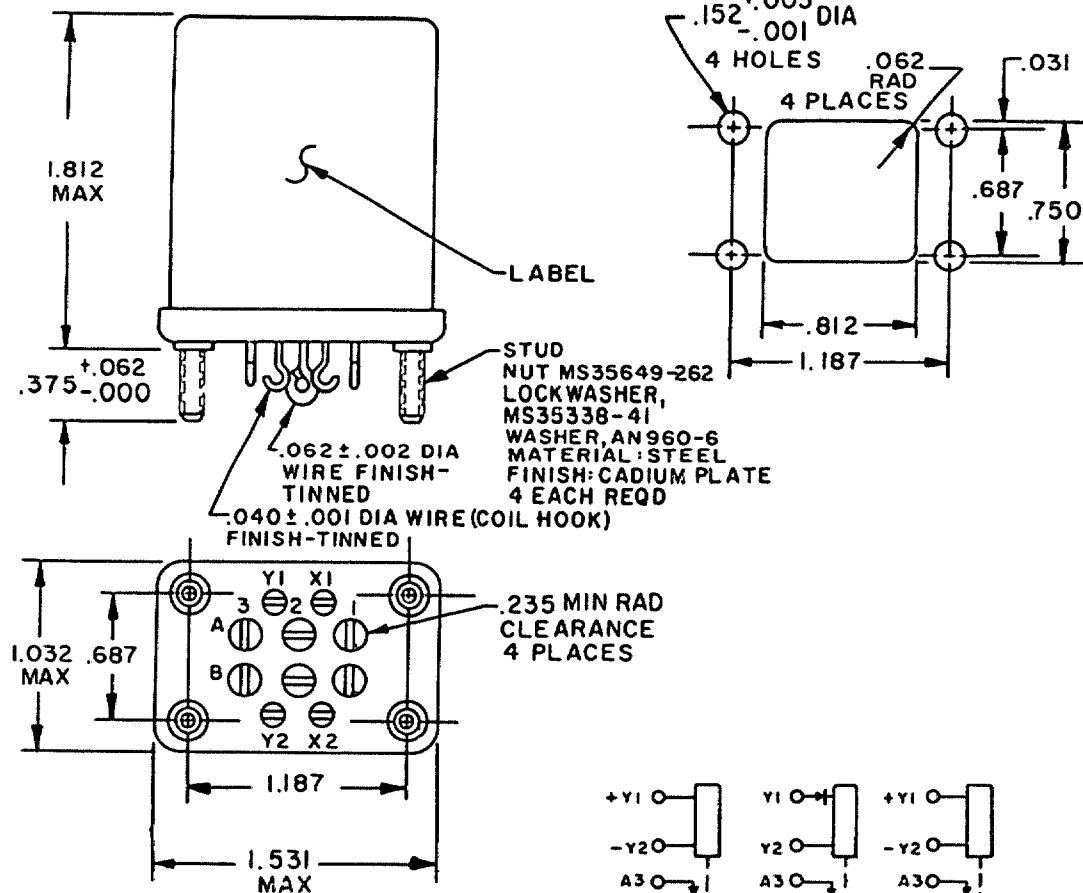 1.812
MAX
LABEL
.375 +.062
-.000
STUD
NUT MS35649-262
LOCKWASHER,
MS35338-41
WASHER, AN960-6
MATERIAL: STEEL
FINISH: CADIUM PLATE
4 EACH REQD
.062±.002 DIA
WIRE FINISH-
TINNED
.040±.001 DIA WIRE (COIL HOOK)
FINISH-TINNED
.152 DIA
-.001
4 HOLES
.062
RAD
4 PLACES
.031
.687
.750
.812
1.187
Y1 X1
3 2 1
A
B
Y2 X2
.235 MIN RAD
CLEARANCE
4 PLACES
1.032
MAX
.687
1.187
1.531
MAX
+Y1 Y1 +Y1
-Y2 Y2 -Y2
A3 A3 A3